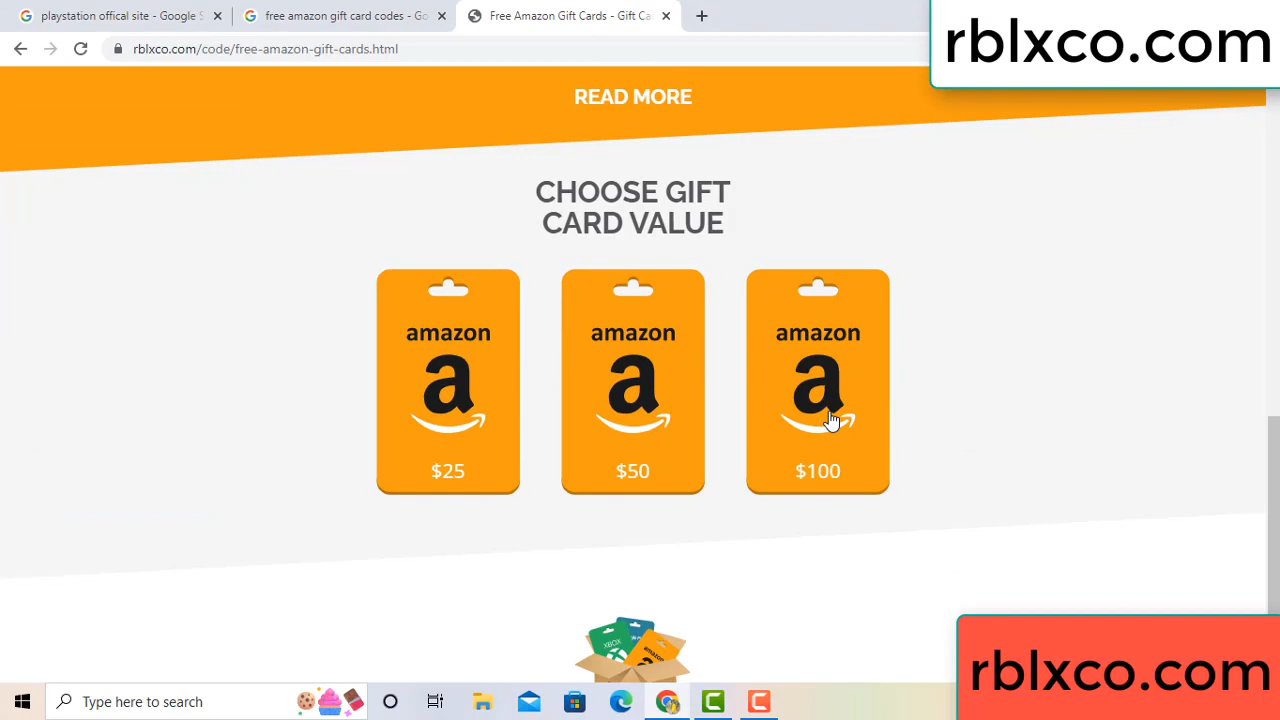 playstation offical site - Google S
free amazon gift card codes - Go
Free Amazon Gift Cards - Gift Ca
rblxco.com/code/free-amazon-gift-cards.html
rblxco.com
READ MORE
CHOOSE GIFT
CARD VALUE
amazon amazon amazon
a a a
$25 $50 $100
XBOX
amazon
rblxco.com
Type here to search